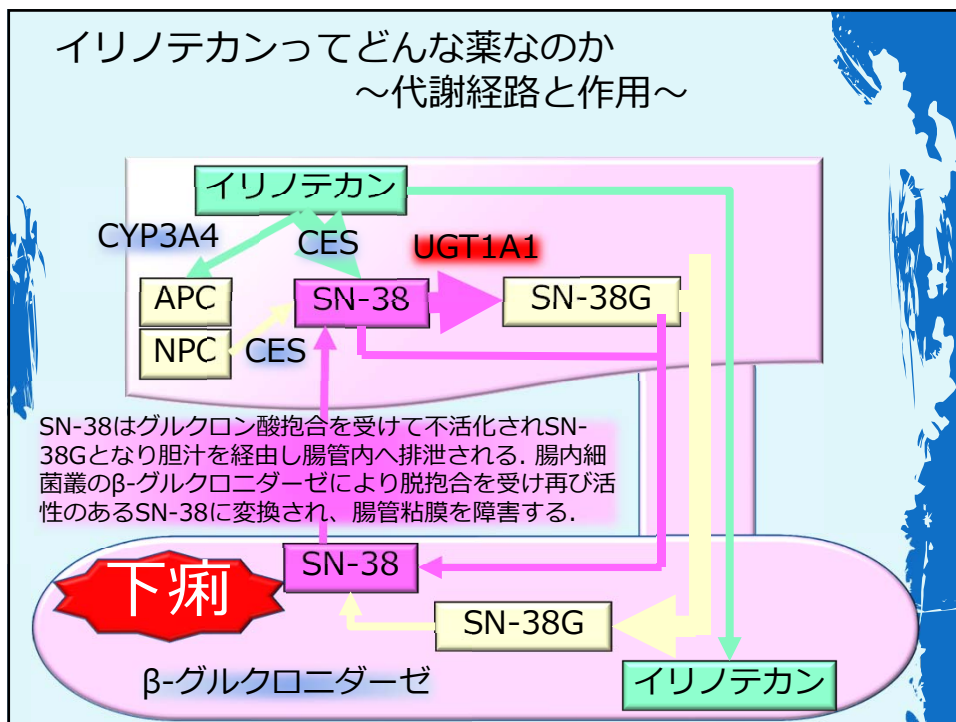 イリノテカンってどんな薬なのか
～代謝経路と作用～
イリノテカン
CYP3A4
CES
UGT1A1
APC
SN-38
SN-38G
NPC
CES
SN-38はグルクロン酸抱合を受けて不活化されSN-
38Gとなり胆汁を経由し腸管内へ排泄される. 腸内細
菌叢のβ-グルクロニダーゼにより脱抱合を受け再び活
性のあるSN-38に変換され、腸管粘膜を障害する.
SN-38
下痢
SN-38G
β-グルクロニダーゼ
イリノテカン